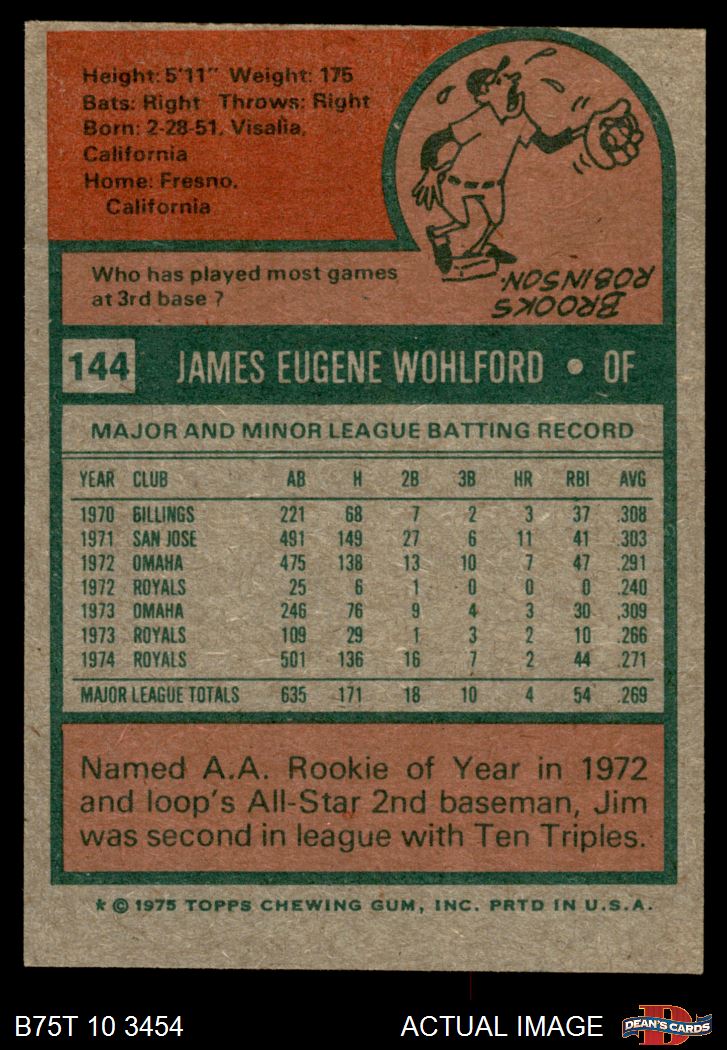 Height: 5'11" Weight: 175
Bats: Right Throws: Right
Born: 2-28-51, Visalia,
California
Home: Fresno,
California
Who has played most games
at 3rd base ?
BROOKS
ROBINSON
144 JAMES EUGENE WOHLFORD • OF
MAJOR AND MINOR LEAGUE BATTING RECORD
YEAR CLUB AB H 2B 3B HR RBI AVG
1970 BILLINGS 221 68 7 2 3 37 .308
1971 SAN JOSE 491 149 27 6 11 41 .303
1972 OMAHA 475 138 13 10 7 47 .291
1972 ROYALS 25 6 1 0 0 0 .240
1973 OMAHA 246 76 9 4 3 30 .309
1973 ROYALS 109 29 1 3 2 10 .266
1974 ROYALS 501 136 16 7 2 44 .271
MAJOR LEAGUE TOTALS 635 171 18 10 4 54 .269
Named A.A. Rookie of Year in 1972
and loop's All-Star 2nd baseman, Jim
was second in league with Ten Triples.
* © 1975 TOPPS CHEWING GUM, INC. PRTD IN U.S.A.
B75T 10 3454 ACTUAL IMAGE D DEAN'S CARDS